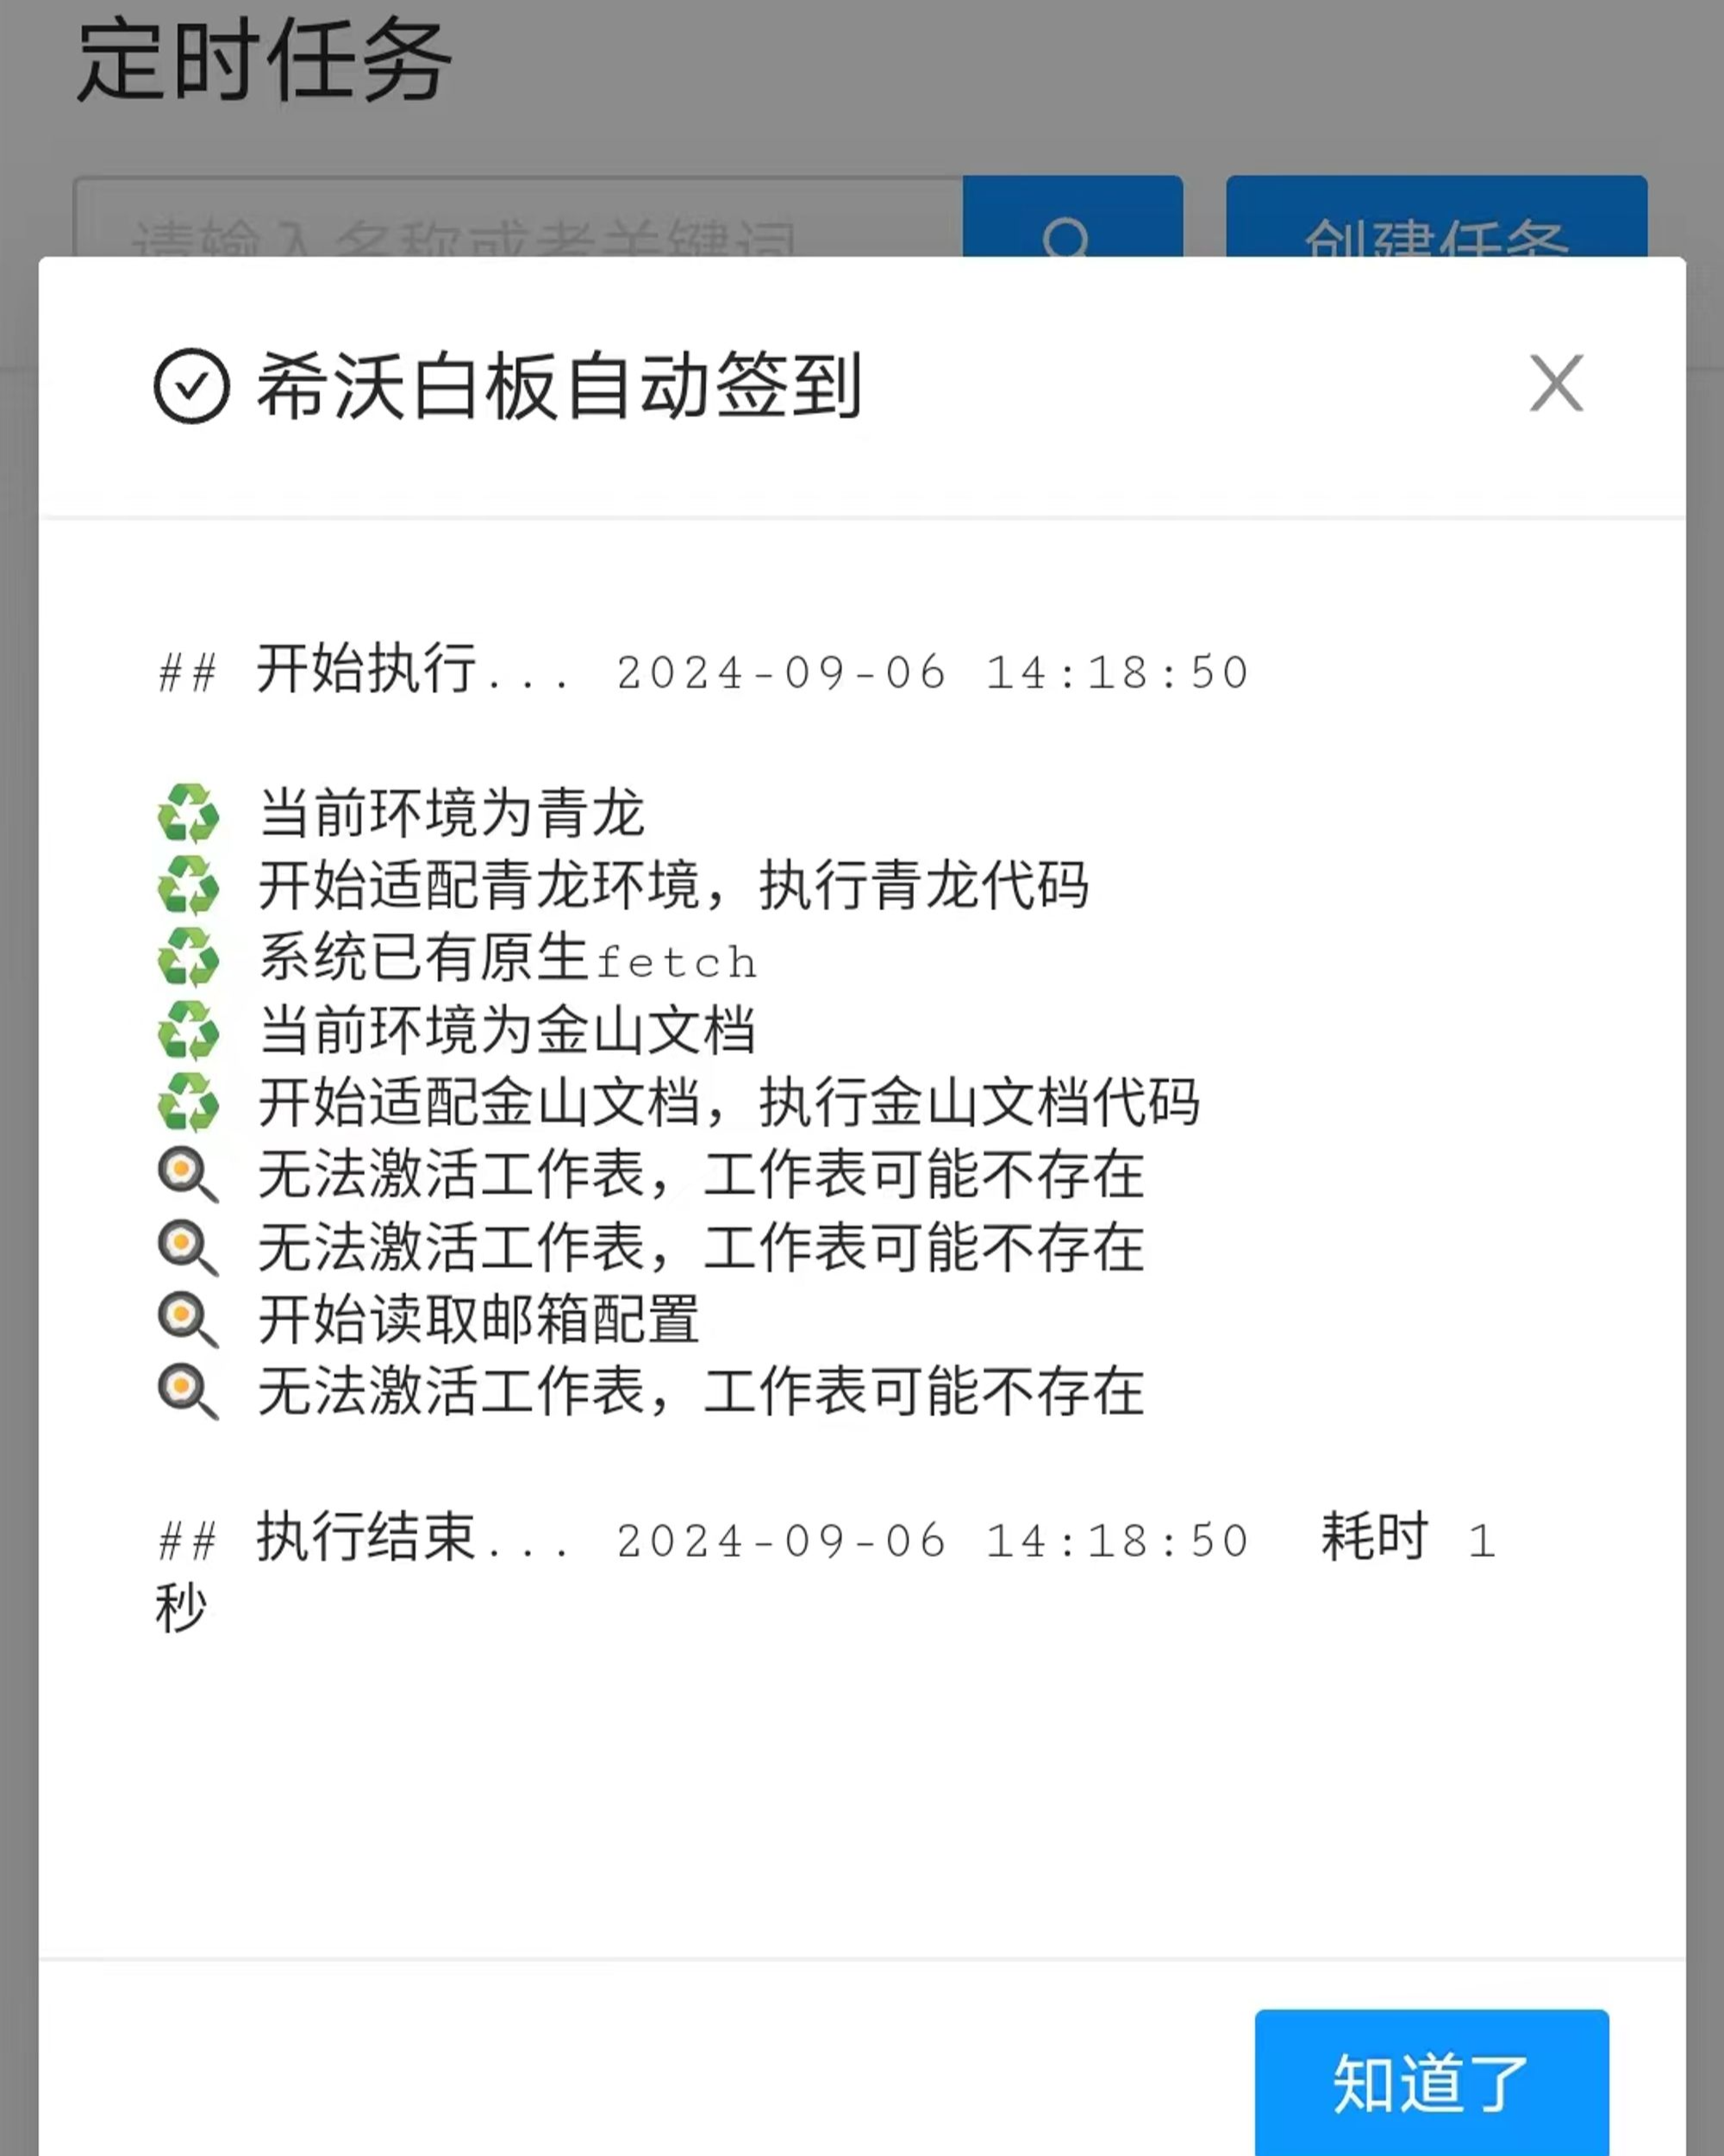 定时任务
请输入名称或者关键词
创建任务
希沃白板自动签到
## 开始执行... 2024-09-06 14:18:50
♻️ 当前环境为青龙
♻️ 开始适配青龙环境，执行青龙代码
♻️ 系统已有原生fetch
♻️ 当前环境为金山文档
♻️ 开始适配金山文档，执行金山文档代码
🍳 无法激活工作表，工作表可能不存在
🍳 无法激活工作表，工作表可能不存在
🍳 开始读取邮箱配置
🍳 无法激活工作表，工作表可能不存在
## 执行结束... 2024-09-06 14:18:50 耗时 1
秒
知道了